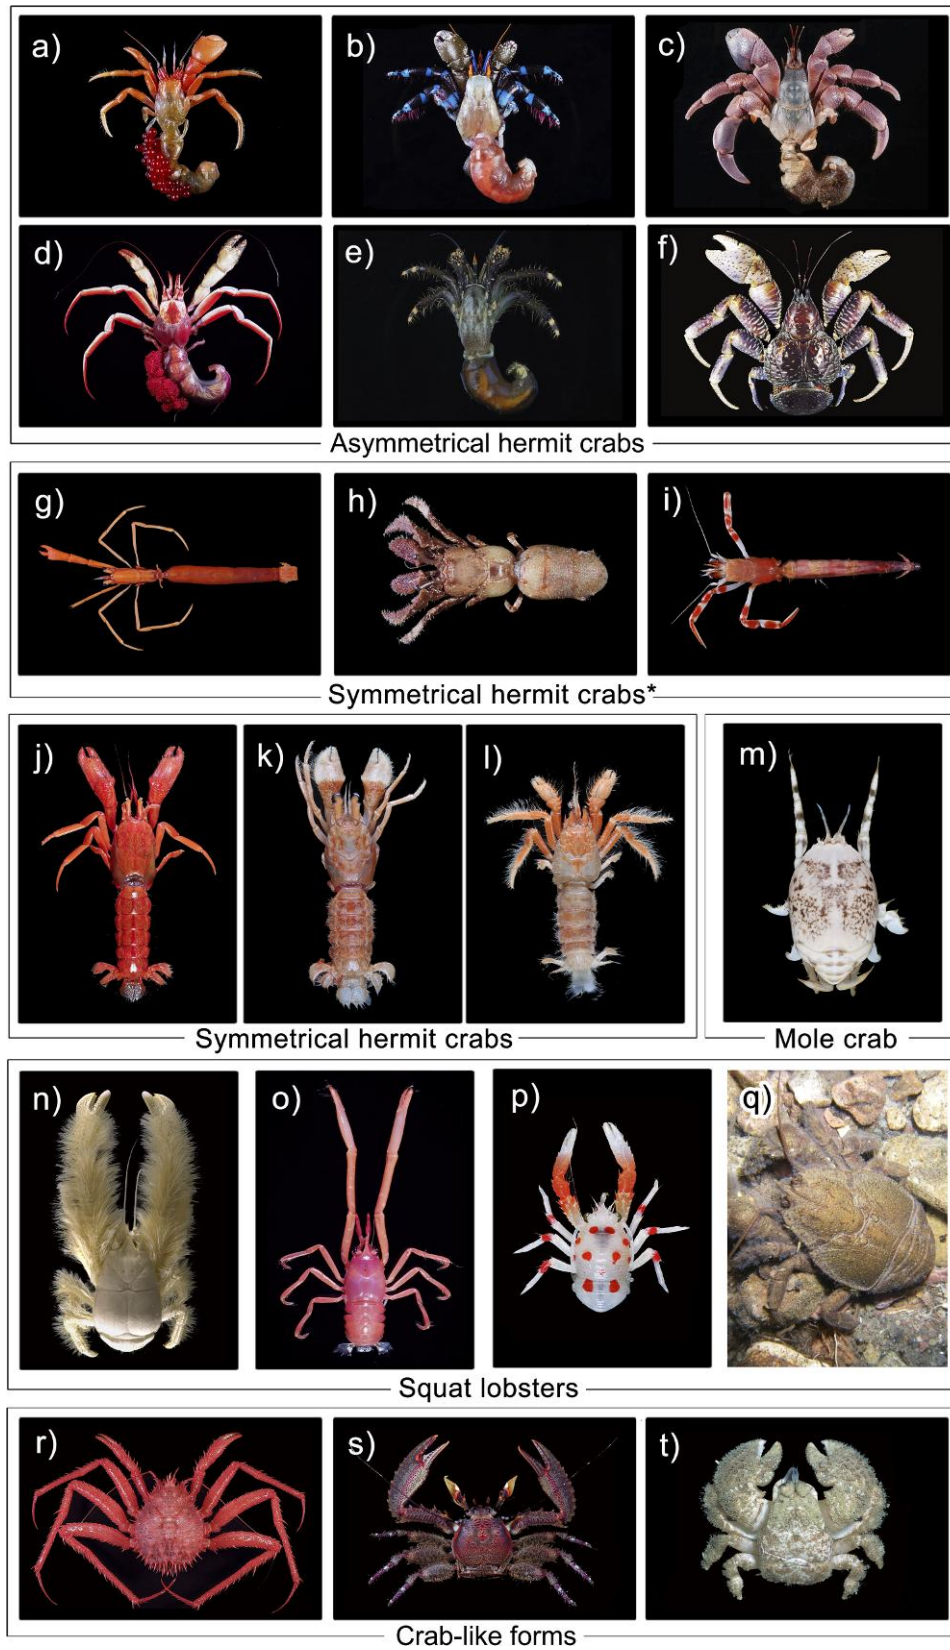 a) b) c)
d) e) f)
Asymmetrical hermit crabs
g) h) i)
Symmetrical hermit crabs*
j) k) l) m)
Symmetrical hermit crabs Mole crab
n) o) p) q)
Squat lobsters
r) s) t)
Crab-like forms